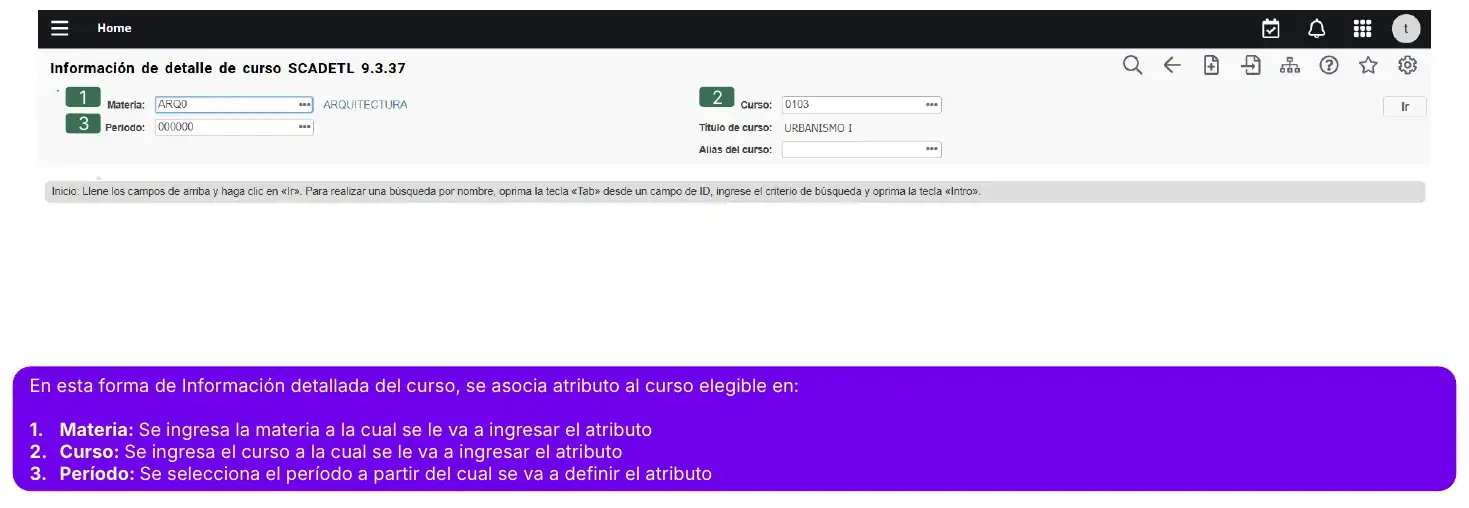 Home
t
Información de detalle de curso SCADETL 9.3.37
1 Materia: ARQ0 ARQUITECTURA
2 Curso: 0103
Ir
3 Periodo: 000000
Título de curso: URBANISMO I
Alias del curso:
Inicio: Llene los campos de arriba y haga clic en «Ir». Para realizar una búsqueda por nombre, oprima la tecla «Tab» desde un campo de ID, ingrese el criterio de búsqueda y oprima la tecla «Intro».
En esta forma de Información detallada del curso, se asocia atributo al curso elegible en:
1. Materia: Se ingresa la materia a la cual se le va a ingresar el atributo
2. Curso: Se ingresa el curso a la cual se le va a ingresar el atributo
3. Período: Se selecciona el período a partir del cual se va a definir el atributo